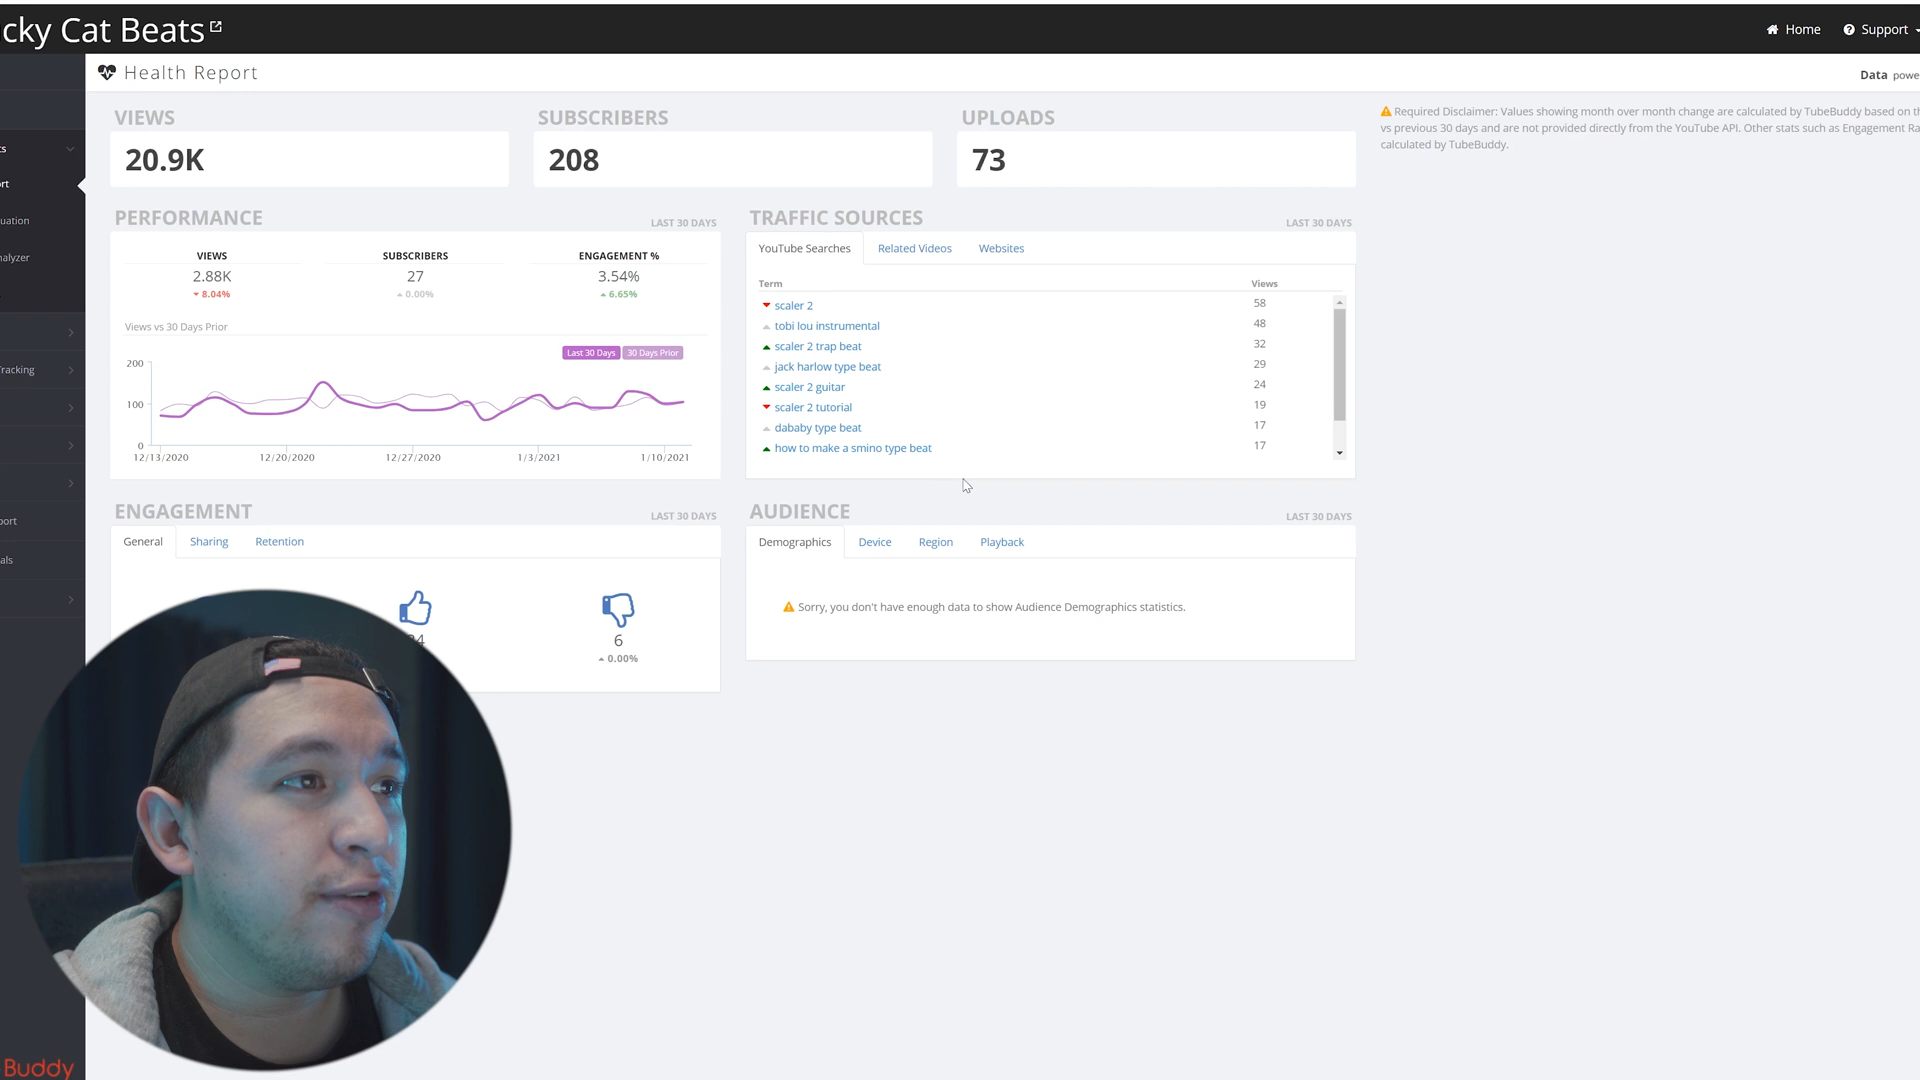 cky Cat Beats
Home
Support
Health Report
Data powe
VIEWS
20.9K
SUBSCRIBERS
208
UPLOADS
73
Required Disclaimer: Values showing month over month change are calculated by TubeBuddy based on th
vs previous 30 days and are not provided directly from the YouTube API. Other stats such as Engagement Ra
calculated by TubeBuddy.
ts
ort
uation
nalyzer
Tracking
port
als
Buddy
PERFORMANCE
LAST 30 DAYS
VIEWS
2.88K
8.04%
SUBSCRIBERS
27
0.00%
ENGAGEMENT %
3.54%
6.65%
Views vs 30 Days Prior
Last 30 Days
30 Days Prior
200
100
0
12/13/2020
12/20/2020
12/27/2020
1/3/2021
1/10/2021
TRAFFIC SOURCES
LAST 30 DAYS
YouTube Searches
Related Videos
Websites
Term
Views
scaler 2
58
tobi lou instrumental
48
scaler 2 trap beat
32
jack harlow type beat
29
scaler 2 guitar
24
scaler 2 tutorial
19
dababy type beat
17
how to make a smino type beat
17
ENGAGEMENT
LAST 30 DAYS
General
Sharing
Retention
6
0.00%
AUDIENCE
LAST 30 DAYS
Demographics
Device
Region
Playback
Sorry, you don't have enough data to show Audience Demographics statistics.